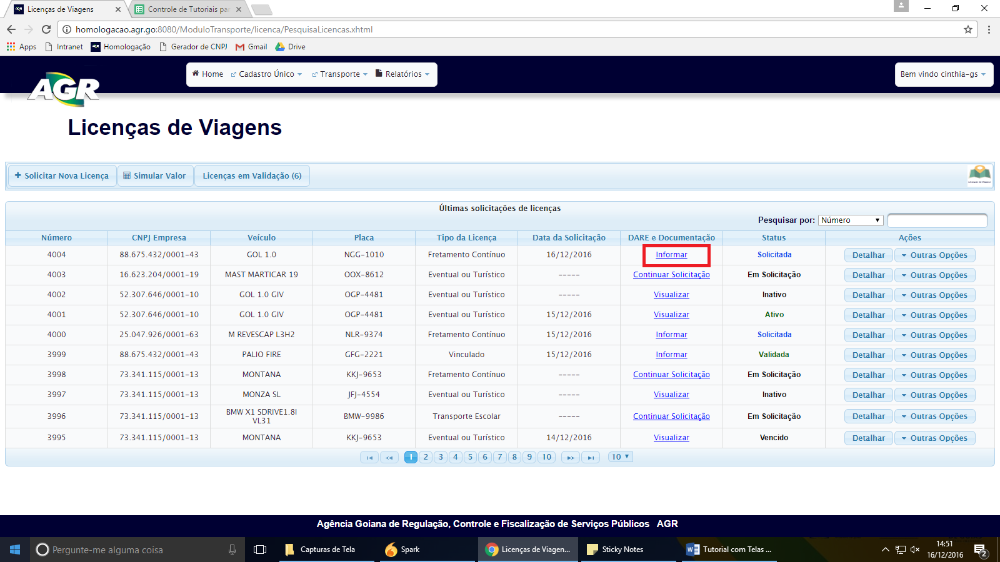 Licenças de Viagens
Controle de Tutoriais pa
homologacao.agr.go:8080/ModuloTransporte/licenca/PesquisaLicencas.xhtml
Apps Intranet Homologação Gerador de CNPJ Gmail Drive
AGR
Home Cadastro Único Transporte Relatórios
Bem vindo cinthia-gs
Licenças de Viagens
Solicitar Nova Licença Simular Valor Licenças em Validação (6)
Últimas solicitações de licenças
Pesquisar por: Número
Número CNPJ Empresa Veículo Placa Tipo da Licença Data da Solicitação DARE e Documentação Status Ações
4004 88.675.432/0001-43 GOL 1.0 NGG-1010 Fretamento Contínuo 16/12/2016 Informar Solicitada Detalhar Outras Opções
4003 16.623.204/0001-19 MAST MARTICAR 19 OOX-8612 Eventual ou Turístico ----- Continuar Solicitação Em Solicitação Detalhar Outras Opções
4002 52.307.646/0001-10 GOL 1.0 GIV OGP-4481 Eventual ou Turístico ----- Visualizar Inativo Detalhar Outras Opções
4001 52.307.646/0001-10 GOL 1.0 GIV OGP-4481 Eventual ou Turístico 15/12/2016 Visualizar Ativo Detalhar Outras Opções
4000 25.047.926/0001-63 M REVESCAP L3H2 NLR-9374 Fretamento Contínuo 15/12/2016 Informar Solicitada Detalhar Outras Opções
3999 88.675.432/0001-43 PALIO FIRE GFG-2221 Vinculado 15/12/2016 Informar Validada Detalhar Outras Opções
3998 73.341.115/0001-13 MONTANA KKJ-9653 Fretamento Contínuo ----- Continuar Solicitação Em Solicitação Detalhar Outras Opções
3997 73.341.115/0001-13 MONZA SL JFJ-4554 Eventual ou Turístico ----- Visualizar Inativo Detalhar Outras Opções
3996 73.341.115/0001-13 BMW X1 SDRIVE1.8I VL31 BMW-9986 Transporte Escolar ----- Continuar Solicitação Em Solicitação Detalhar Outras Opções
3995 73.341.115/0001-13 MONTANA KKJ-9653 Eventual ou Turístico 14/12/2016 Visualizar Vencido Detalhar Outras Opções
1 2 3 4 5 6 7 8 9 10 10
Agência Goiana de Regulação, Controle e Fiscalização de Serviços Públicos AGR
Pergunte-me alguma coisa Capturas de Tela Spark Licenças de Viagen... Sticky Notes Tutorial com Telas ...
14:51
16/12/2016
2